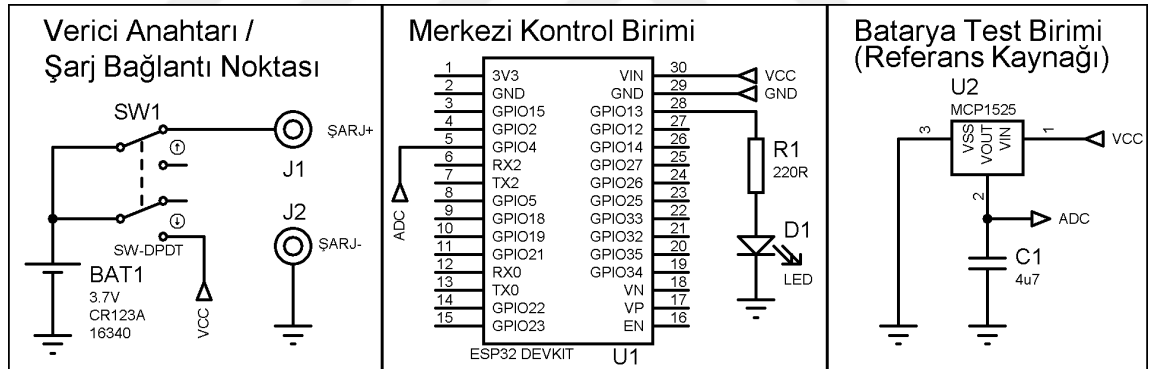 Verici Anahtarı /
Şarj Bağlantı Noktası
SW1
ŞARJ+
J1
J2
ŞARJ-
SW-DPDT
BAT1
3.7V
CR123A
16340
VCC
Merkezi Kontrol Birimi
1 3V3 VIN 30 VCC
2 GND GND 29 GND
3 GPIO15 GPIO13 28
4 GPIO2 GPIO12 27
5 GPIO4 GPIO14 26
6 RX2 GPIO27 25
7 TX2 GPIO26 24
8 GPIO5 GPIO25 23
9 GPIO18 GPIO33 22
10 GPIO19 GPIO32 21
11 GPIO21 GPIO35 20
12 RX0 GPIO34 19
13 TX0 VN 18
14 GPIO22 VP 17
15 GPIO23 EN 16
ADC
ESP32 DEVKIT
U1
R1
220R
D1
LED
Batarya Test Birimi
(Referans Kaynağı)
U2
MCP1525
3 VSS
VOUT 2
VIN 1
VCC
ADC
C1
4u7